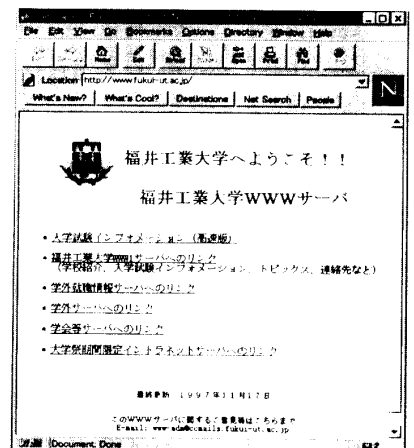 File Edit View Go Bookmarks Options Directory Window Help
Location: http://www.fukui-ut.ac.jp/
What's New? What's Cool? Destinations Net Search People
N
福井工業大学へようこそ！！
福井工業大学WWWサーバ
・入学試験インフォメーション（高速版）
・福井工業大学wwwサーバへのリンク
（学校紹介、入学試験インフォメーション、トピックス、連絡先など）
・学外就職情報サーバへのリンク
・学外サーバへのリンク
・学会等サーバへのリンク
・大学祭期間限定イントラネットサーバへのリンク
最終更新 1997年11月17日
このWWWサーバに関するご意見等はこちらまで
E-mail: www-adm@ccmails.fukui-ut.ac.jp
Document: Done